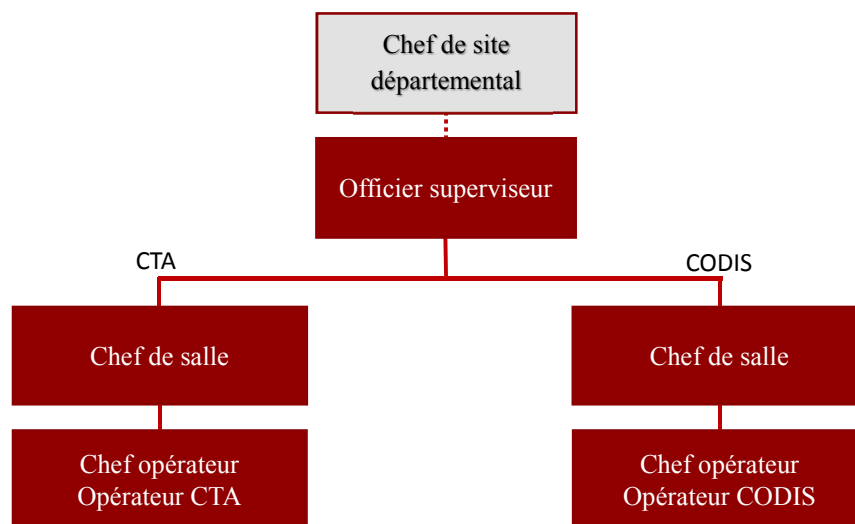 Chef de site
départemental
Officier superviseur
CTA
CODIS
Chef de salle
Chef de salle
Chef opérateur
Opérateur CTA
Chef opérateur
Opérateur CODIS